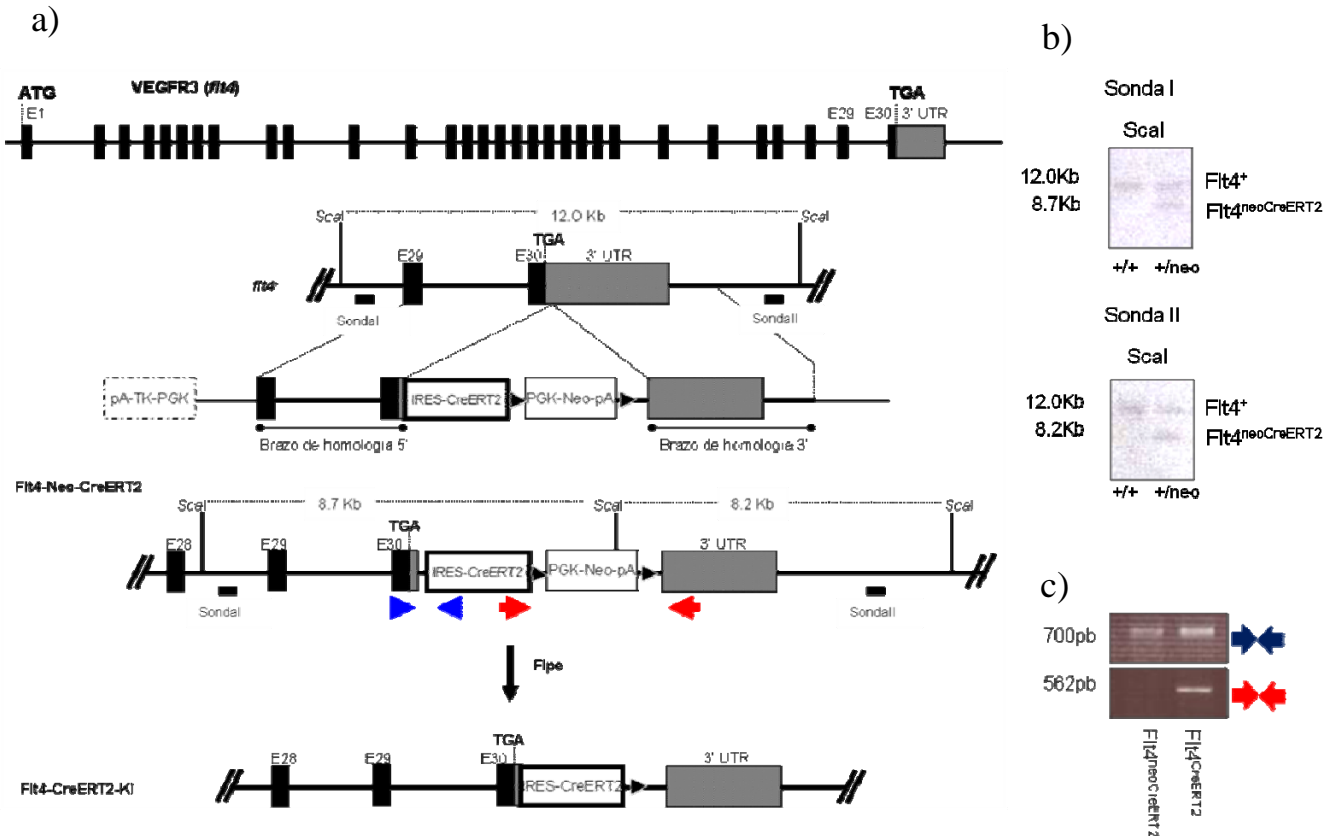 a)
VEGFR3 (flt4)
ATG
E1
E29
E30
TGA
3' UTR
ScaI
12.0 Kb
ScaI
TGA
E29
E30
3' UTR
flt4
SondaI
SondaII
pA-TK-PGK
IRES-CreERT2
PGK-Neo-pA
Brazo de homologia 5'
Brazo de homologia 3'
Flt4-Neo-CreERT2
ScaI
8.7 Kb
ScaI
8.2 Kb
ScaI
TGA
E28
E29
E30
3' UTR
IRES-CreERT2
PGK-Neo-pA
SondaI
SondaII
Flpe
TGA
E28
E29
E30
3' UTR
Flt4-CreERT2-KI
IRES-CreERT2
b)
Sonda I
ScaI
12.0Kb
Flt4+
8.7Kb
Flt4neoCreERT2
+/+
+/neo
Sonda II
ScaI
12.0Kb
Flt4+
8.2Kb
Flt4neoCreERT2
+/+
+/neo
c)
700pb
562pb
Flt4neoCreERT2
Flt4CreERT2